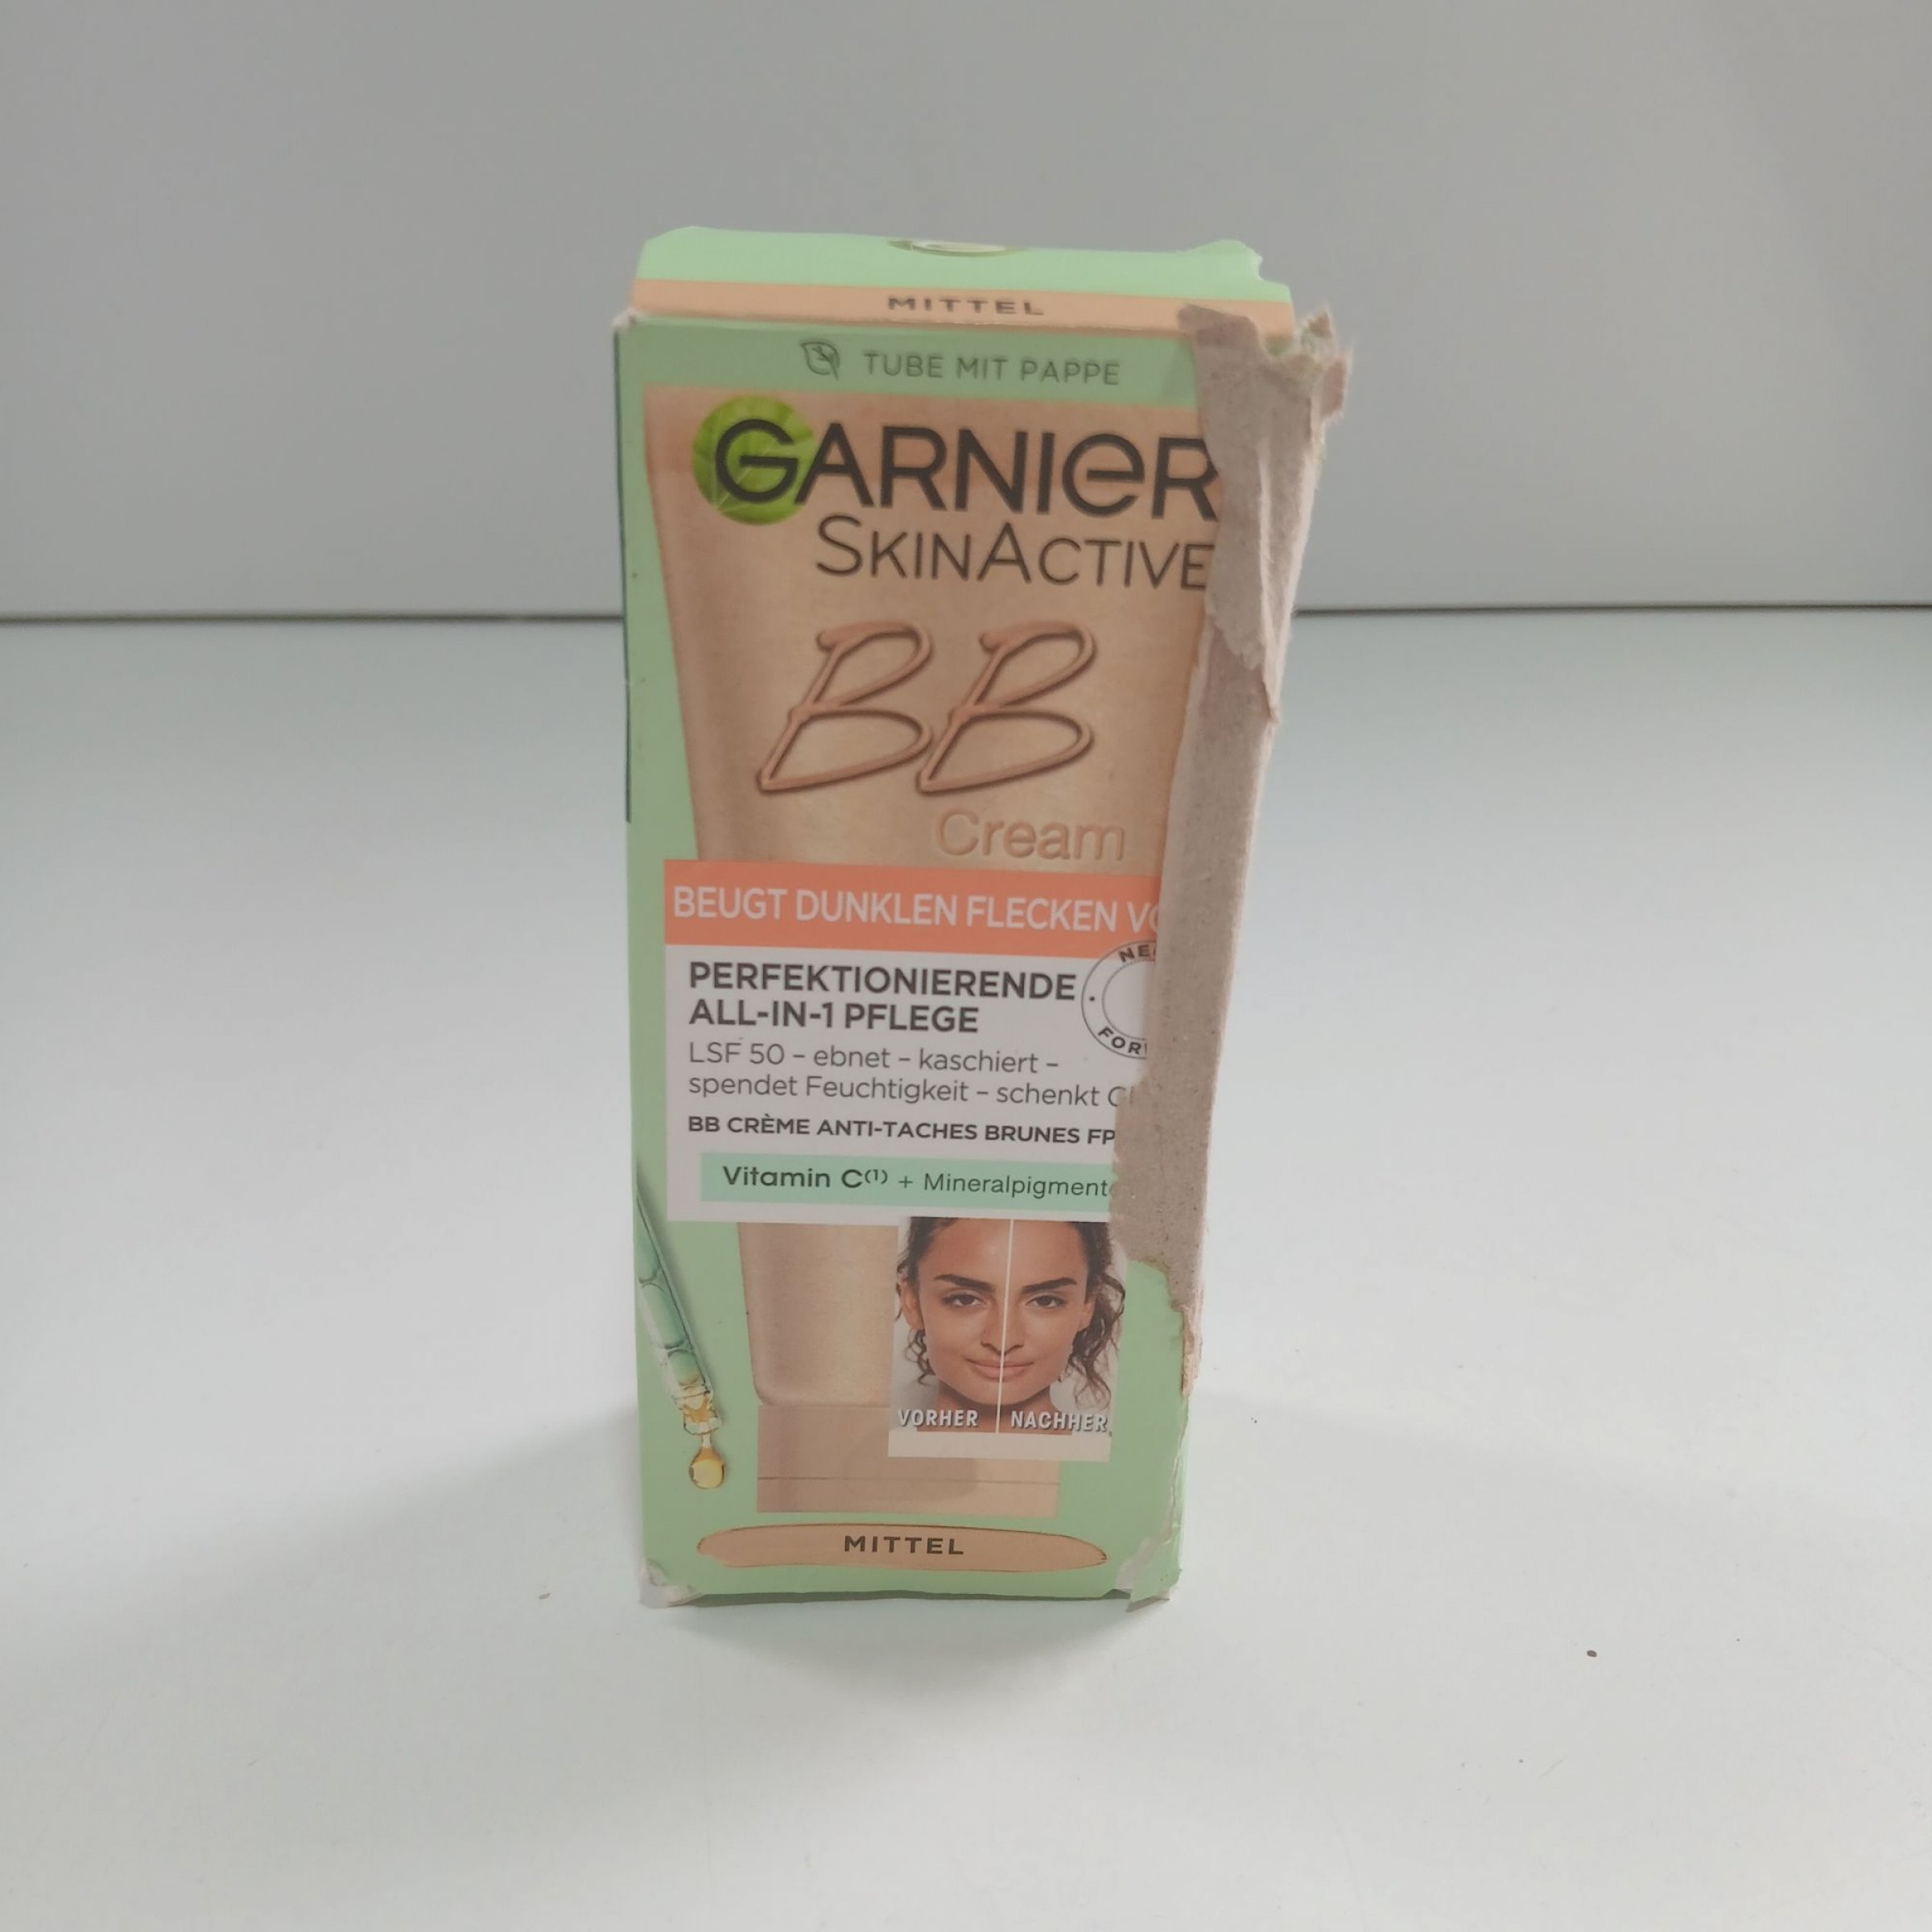 MITTEL
TUBE MIT PAPPE
GARNIER
SKINACTIVE
BB
Cream
BEUGT DUNKLEN FLECKEN
PERFEKTIONIERENDE
ALL-IN-1 PFLEGE
LSF 50 – ebnet – kaschiert –
spendet Feuchtigkeit – schenkt
BB CRÈME ANTI-TACHES BRUNES
Vitamin C(1) + Mineralpigment
VORHER NACHHER
MITTEL